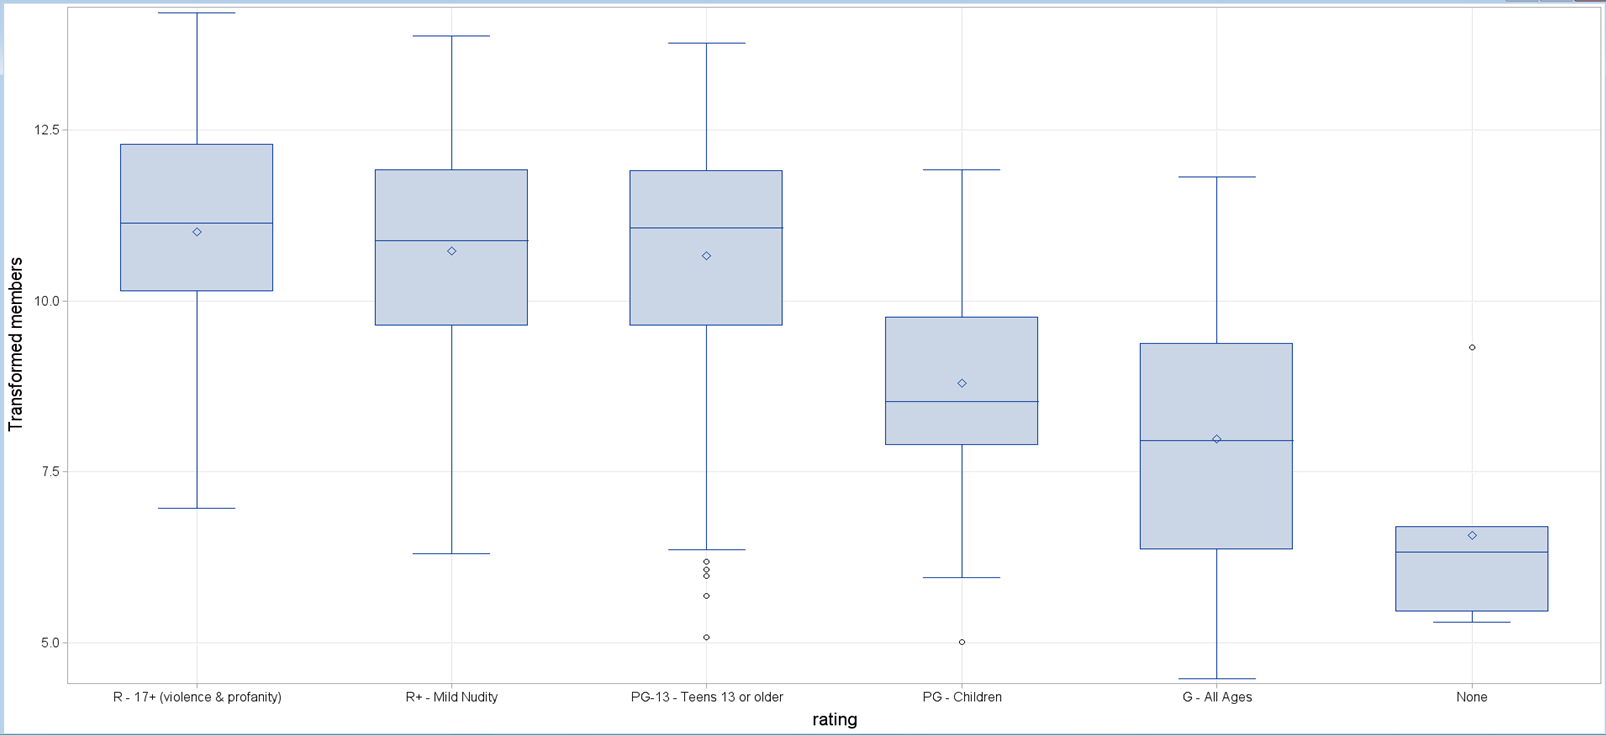 Transformed members
12.5
10.0
7.5
5.0
R - 17+ (violence & profanity)
R+ - Mild Nudity
PG-13 - Teens 13 or older
PG - Children
G - All Ages
None
rating